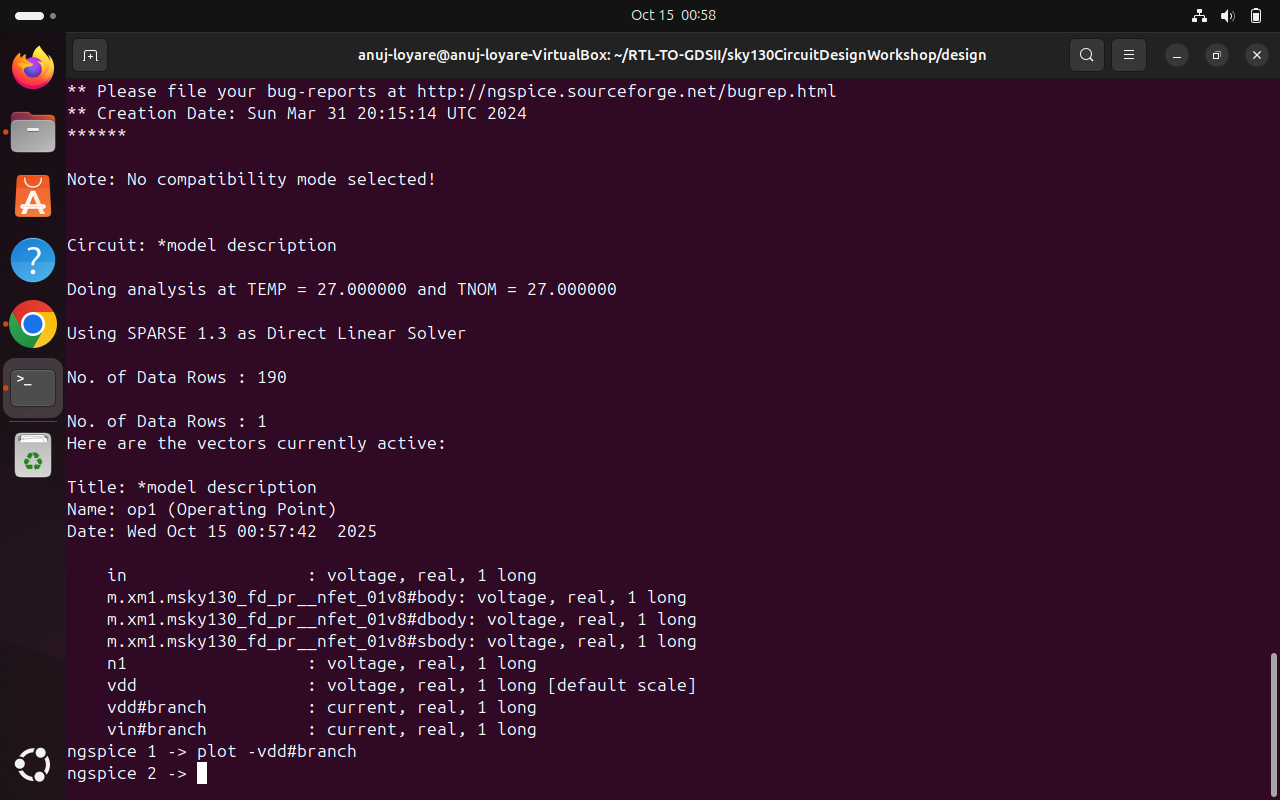 Oct 15 00:58
anuj-loyare@anuj-loyare-VirtualBox: ~/RTL-TO-GDSII/sky130CircuitDesignWorkshop/design
** Please file your bug-reports at http://ngspice.sourceforge.net/bugrep.html
** Creation Date: Sun Mar 31 20:15:14 UTC 2024
******
Note: No compatibility mode selected!
Circuit: *model description
Doing analysis at TEMP = 27.000000 and TNOM = 27.000000
Using SPARSE 1.3 as Direct Linear Solver
No. of Data Rows : 190
No. of Data Rows : 1
Here are the vectors currently active:
Title: *model description
Name: op1 (Operating Point)
Date: Wed Oct 15 00:57:42  2025
in                  : voltage, real, 1 long
m.xm1.msky130_fd_pr__nfet_01v8#body: voltage, real, 1 long
m.xm1.msky130_fd_pr__nfet_01v8#dbody: voltage, real, 1 long
m.xm1.msky130_fd_pr__nfet_01v8#sbody: voltage, real, 1 long
n1                  : voltage, real, 1 long
vdd                 : voltage, real, 1 long [default scale]
vdd#branch          : current, real, 1 long
vin#branch          : current, real, 1 long
ngspice 1 -> plot -vdd#branch
ngspice 2 ->